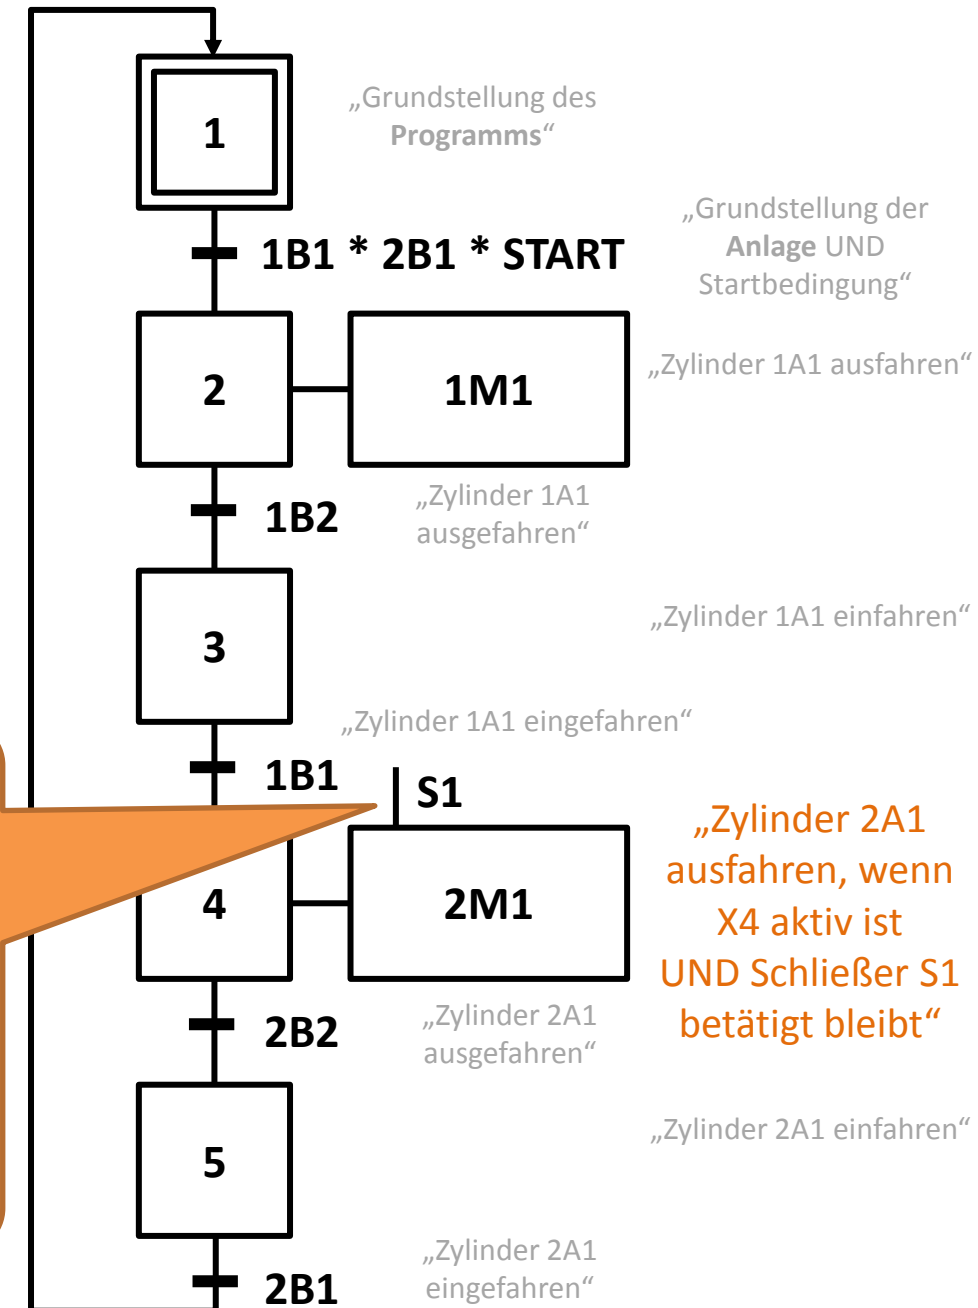 „Grundstellung des
Programms“
1
1B1 * 2B1 * START
„Grundstellung der
Anlage UND
Startbedingung“
2
1M1
„Zylinder 1A1 ausfahren“
1B2
„Zylinder 1A1
ausgefahren“
3
„Zylinder 1A1 einfahren“
„Zylinder 1A1 eingefahren“
1B1
S1
4
2M1
„Zylinder 2A1
ausfahren, wenn
X4 aktiv ist
UND Schließer S1
betätigt bleibt“
2B2
„Zylinder 2A1
ausgefahren“
5
„Zylinder 2A1 einfahren“
2B1
„Zylinder 2A1
eingefahren“